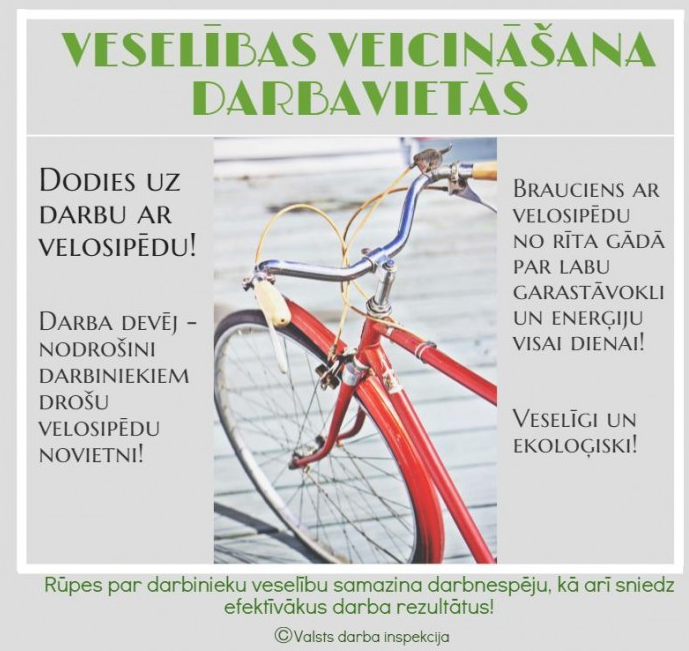 VESELĪBAS VEICINĀŠANA
DARBAVIETĀS
DODIES UZ
DARBU AR
VELOSIPĒDU!
DARBA DEVĒJ -
NODROŠINI
DARBINIEKIEM
DROŠU
VELOSIPĒDU
NOVIETNI!
BRAUCIENS AR
VELOSIPĒDU
NO RĪTA GĀDĀ
PAR LABU
GARASTĀVOKLI
UN ENERĢIJU
VISAI DIENAI!
VESELĪGI UN
EKOLOĢISKI!
Rūpes par darbinieku veselību samazina darbnespēju, kā arī sniedz
efektīvākus darba rezultātus!
©Valsts darba inspekcija